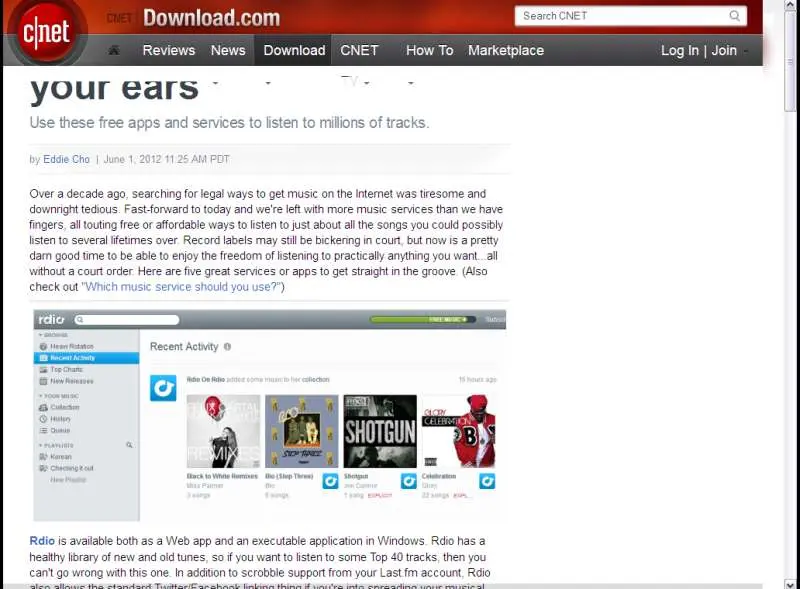 c|net
CNET Download.com
Search CNET
Reviews News Download CNET TV How To Marketplace Log In | Join
your ears
Use these free apps and services to listen to millions of tracks.
by Eddie Cho | June 1, 2012 11:25 AM PDT
Over a decade ago, searching for legal ways to get music on the Internet was tiresome and
downright tedious. Fast-forward to today and we're left with more music services than we have
fingers, all touting free or affordable ways to listen to just about all the songs you could possibly
listen to several lifetimes over. Record labels may still be bickering in court, but now is a pretty
darn good time to be able to enjoy the freedom of listening to practically anything you want...all
without a court order. Here are five great services or apps to get straight in the groove. (Also
check out "Which music service should you use?")
rdio FREE MUSIC Subscri
BROWSE
Heavy Rotation
Recent Activity
Top Charts
New Releases
YOUR MUSIC
Collection
History
Queue
PLAYLISTS
Korean
Checking it out
New Playlist
Recent Activity
Rdio On Rdio added some music to her collection 15 hours ago
REMIXES
STEP THREE
SHOTGUN
GLORY
CELEBRATION
Black to White Remixes
Miss Palmer
3 songs
Bio (Step Three)
Bio
6 songs
Shotgun
Jon Connor
1 song EXPLICIT
Celebration
Glory
22 songs EXPL...
Rdio is available both as a Web app and an executable application in Windows. Rdio has a
healthy library of new and old tunes, so if you want to listen to some Top 40 tracks, then you
can't go wrong with this one. In addition to scrobble support from your Last.fm account, Rdio
also allows the standard Twitter/Facebook linking thing if you're into spreading your musical